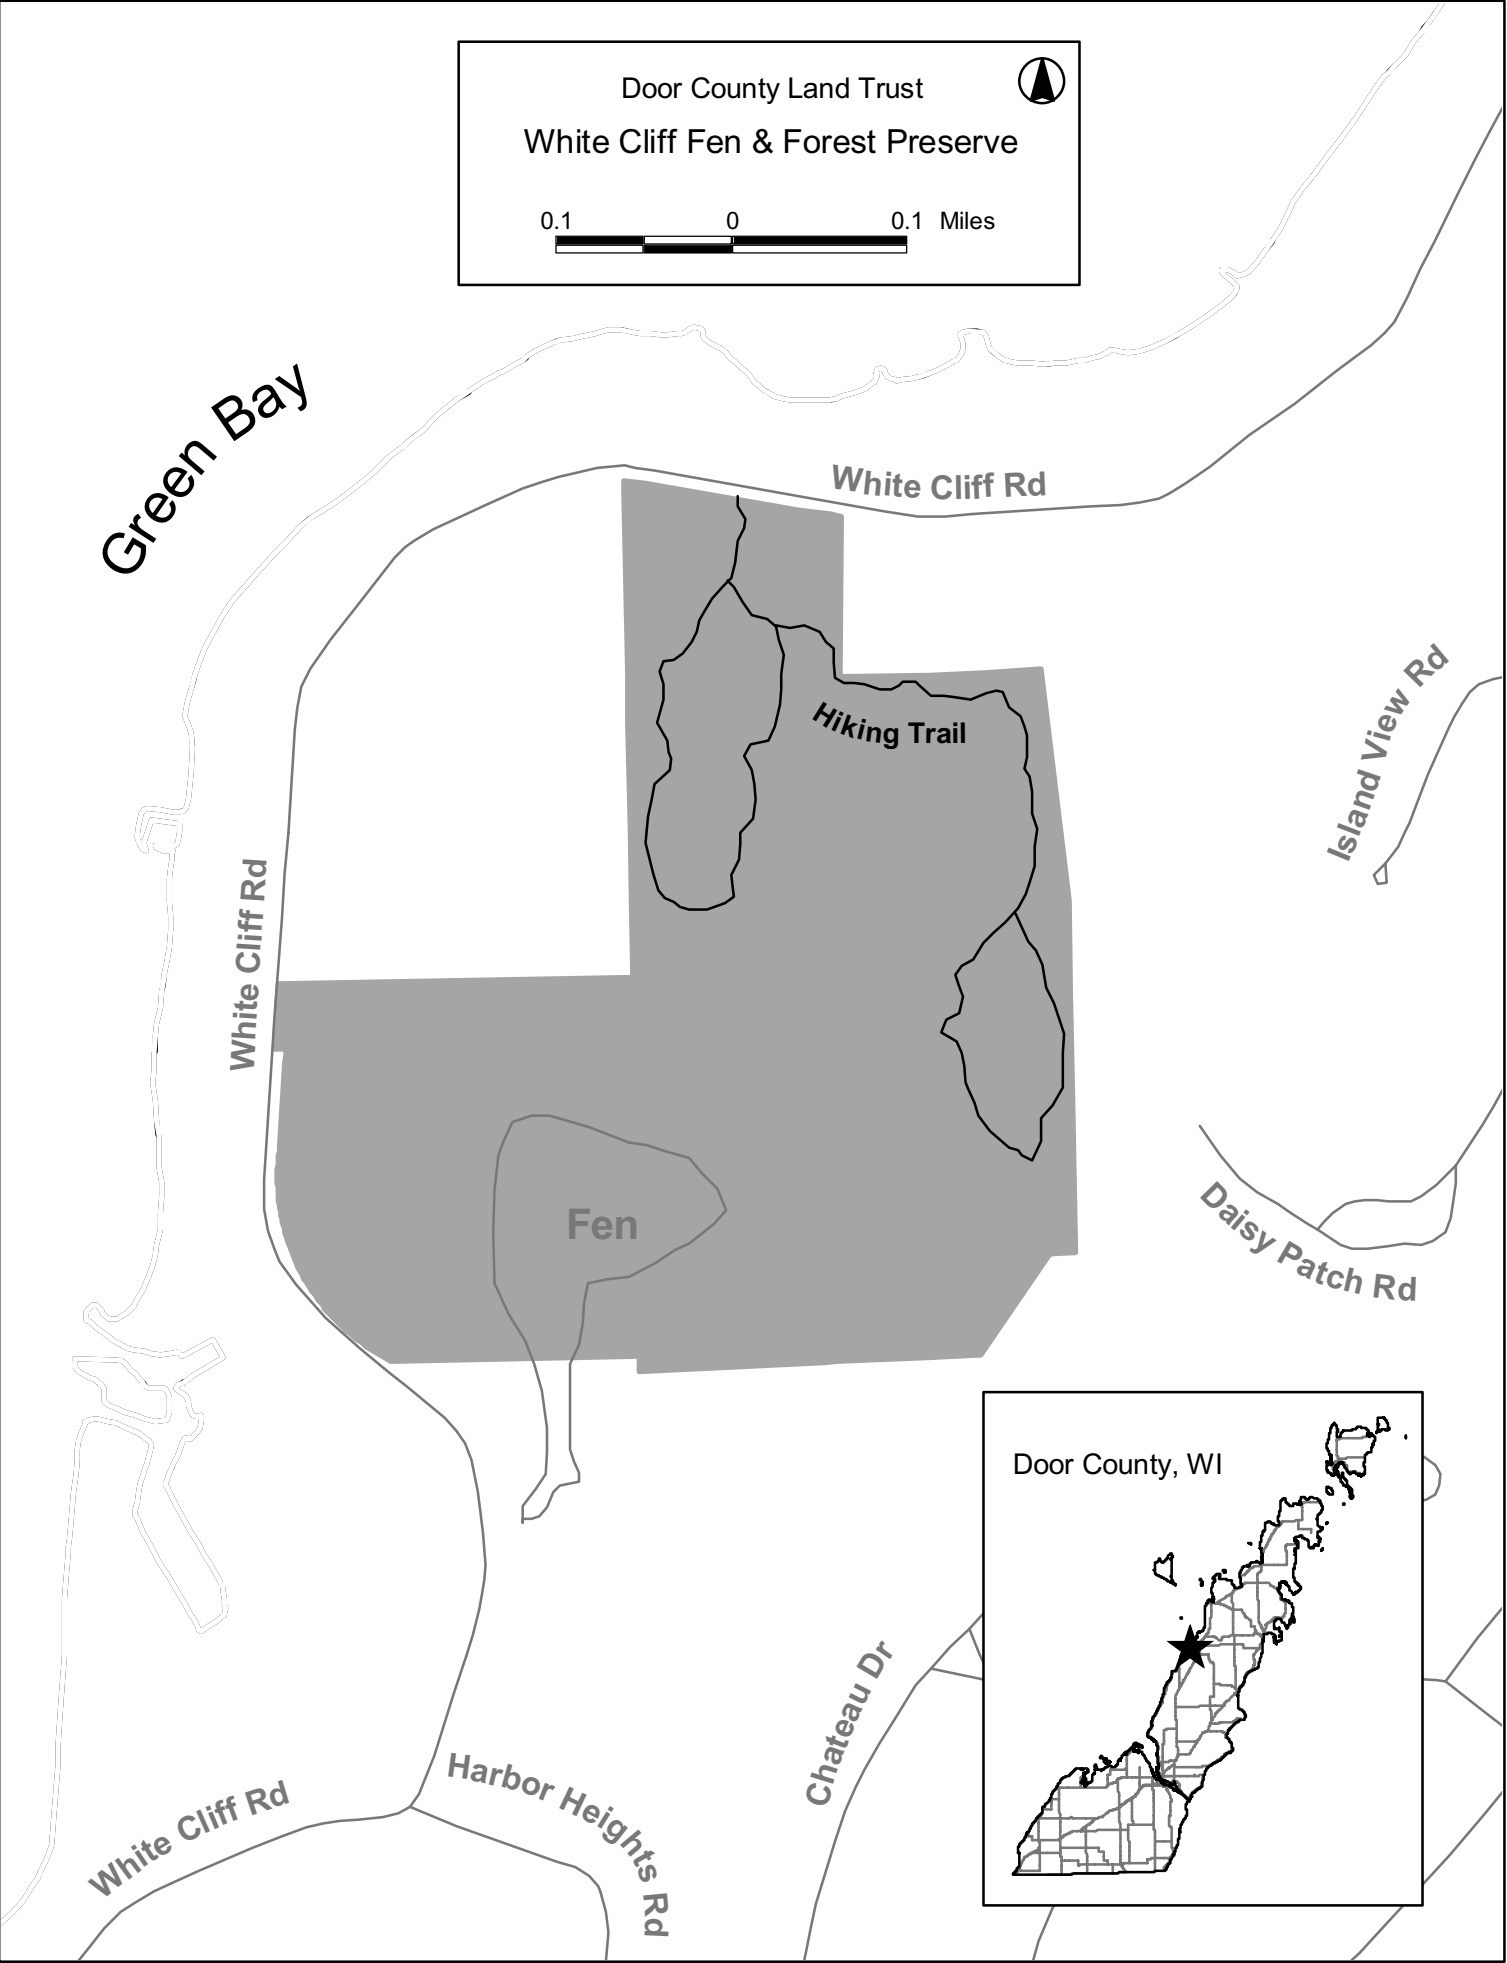 Door County Land Trust
White Cliff Fen & Forest Preserve
0.1 0 0.1 Miles
Green Bay
White Cliff Rd
Island View Rd
Hiking Trail
White Cliff Rd
Fen
Daisy Patch Rd
Door County, WI
Chateau Dr
Harbor Heights Rd
White Cliff Rd